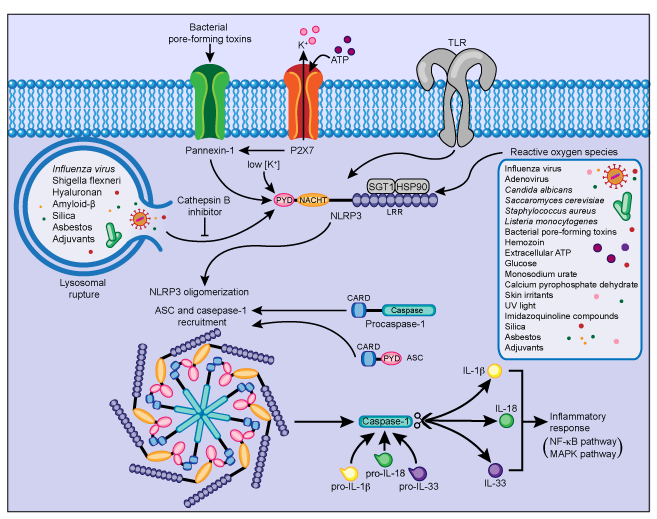 Bacterial
pore-forming toxins
K+
ATP
TLR
Pannexin-1
P2X7
low [K+]
Reactive oxygen species
Influenza virus
Shigella flexneri
Hyaluronan
Amyloid-β
Silica
Asbestos
Adjuvants
Lysosomal
rupture
Cathepsin B
inhibitor
PYD
NACHT
SGT1
HSP90
LRR
NLRP3
Influenza virus
Adenovirus
Candida albicans
Saccaromyces cerevisiae
Staphylococcus aureus
Listeria monocytogenes
Bacterial pore-forming toxins
Hemozoin
Extracellular ATP
Glucose
Monosodium urate
Calcium pyrophosphate dehydrate
Skin irritants
UV light
Imidazoquinoline compounds
Silica
Asbestos
Adjuvants
NLRP3 oligomerization
ASC and casepase-1
recruitment
CARD
Caspase
Procaspase-1
CARD
PYD
ASC
Caspase-1
pro-IL-1β
pro-IL-18
pro-IL-33
IL-1β
IL-18
IL-33
Inflammatory
response
(NF-κB pathway)
(MAPK pathway)